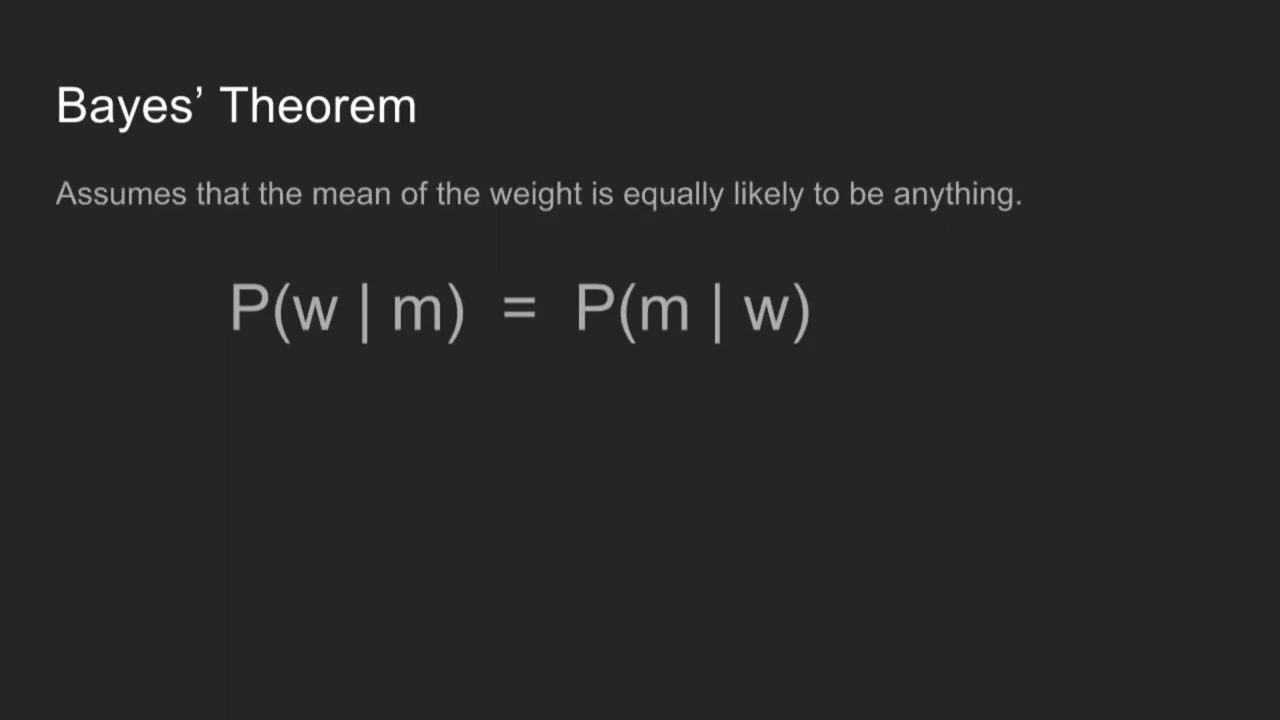 Bayes’ Theorem
Assumes that the mean of the weight is equally likely to be anything.
P(w | m) = P(m | w)